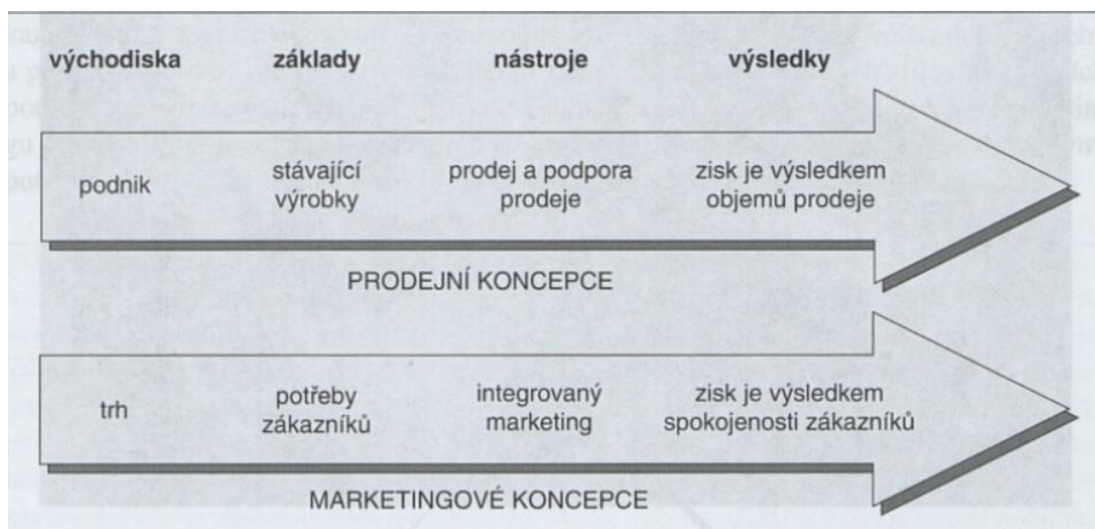 východiska základy nástroje výsledky
podnik
stávající
výrobky
prodej a podpora
prodeje
zisk je výsledkem
objemů prodeje
PRODEJNÍ KONCEPCE
trh
potřeby
zákazníků
integrovaný
marketing
zisk je výsledkem
spokojenosti zákazníků
MARKETINGOVÉ KONCEPCE